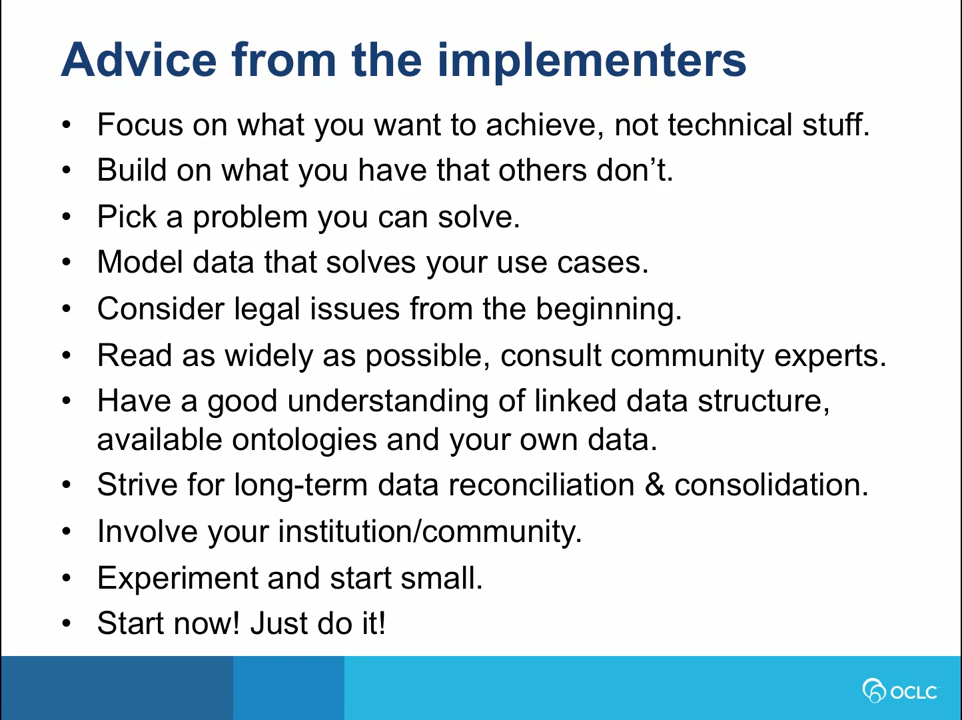 Advice from the implementers
• Focus on what you want to achieve, not technical stuff.
• Build on what you have that others don’t.
• Pick a problem you can solve.
• Model data that solves your use cases.
• Consider legal issues from the beginning.
• Read as widely as possible, consult community experts.
• Have a good understanding of linked data structure,
available ontologies and your own data.
• Strive for long-term data reconciliation & consolidation.
• Involve your institution/community.
• Experiment and start small.
• Start now! Just do it!
OCLC